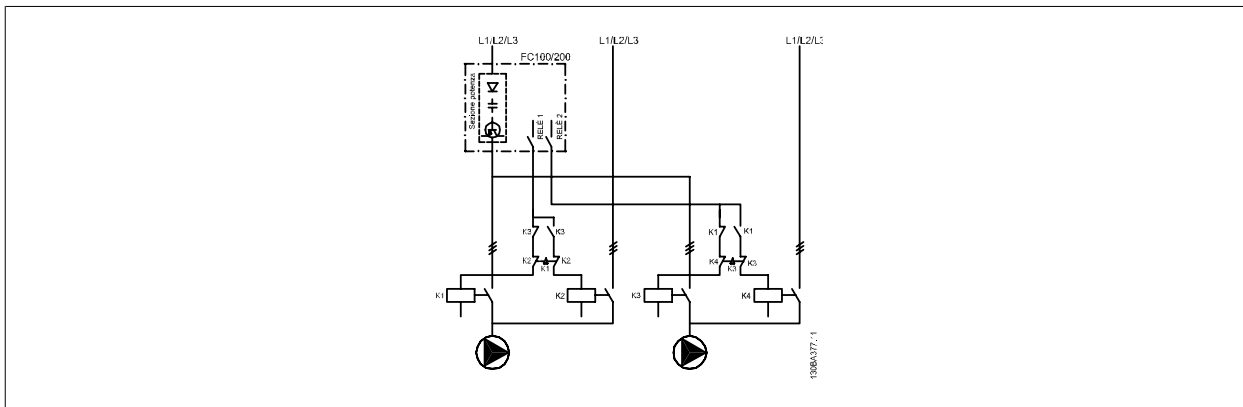 L1/L2/L3
L1/L2/L3
L1/L2/L3
FC100/200
Sezione potenza
RELÈ 1
RELÈ 2
K3
K3
K1
K1
K2
K1
K2
K4
K3
K3
K1
K2
K3
K4
130BA377.11